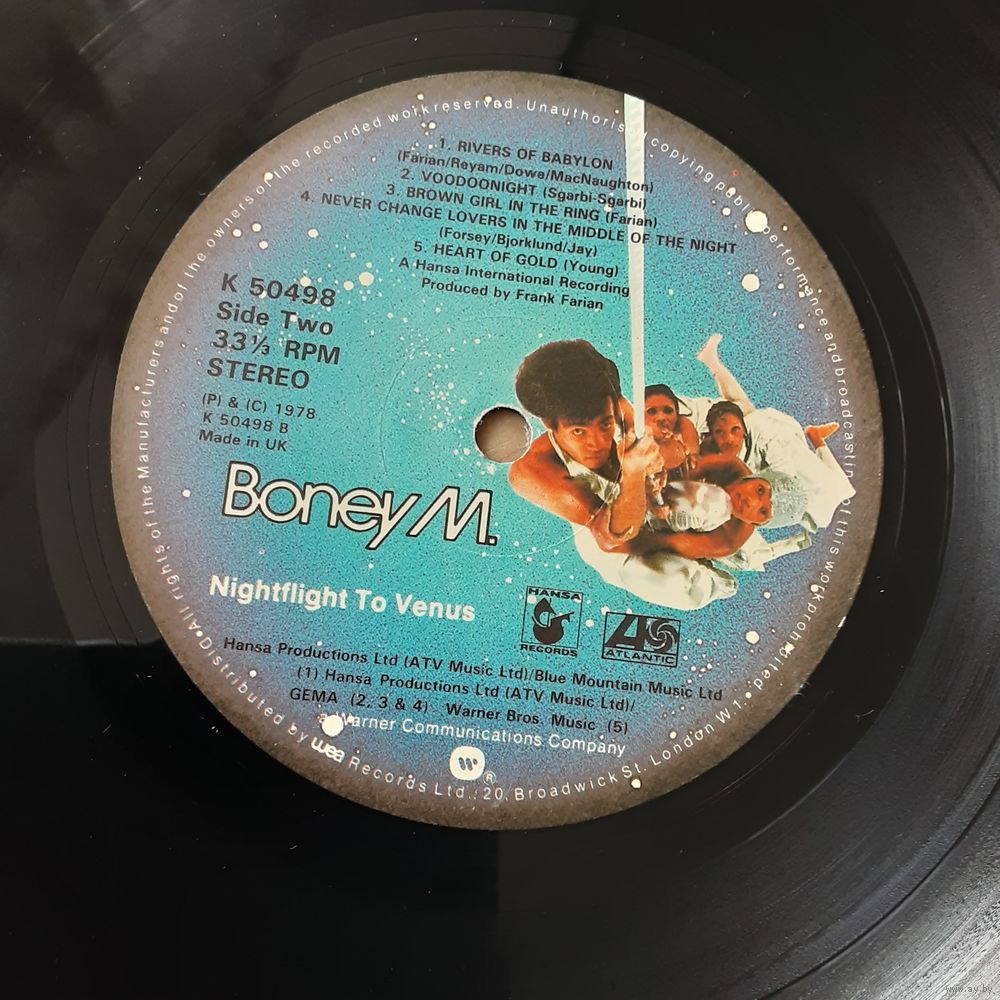 1. RIVERS OF BABYLON
(Farian/Reyam/Dowe/MacNaughton)
2. VOODOONIGHT (Sgarbi-Sgarbi)
3. BROWN GIRL IN THE RING (Farian)
4. NEVER CHANGE LOVERS IN THE MIDDLE OF THE NIGHT
(Forsey/Bjorklund/Jay)
5. HEART OF GOLD (Young)
A Hansa International Recording
Produced by Frank Farian
K 50498
Side Two
33⅓ RPM
STEREO
(P) & (C) 1978
K 50498 B
Made in UK
Boney M.
Nightflight To Venus
HANSA
RECORDS
ATLANTIC
Hansa Productions Ltd (ATV Music Ltd)/Blue Mountain Music Ltd
(1) Hansa Productions Ltd (ATV Music Ltd)/
GEMA (2, 3 & 4) Warner Bros. Music (5)
a Warner Communications Company
W ®
All rights of the Manufacturers and of the owners of the recorded work reserved. Unauthorised copying public performance and broadcasting of this work prohibited.
• Distributed by wea Records Ltd., 20, Broadwick St. London W.1. •
www.ay.by